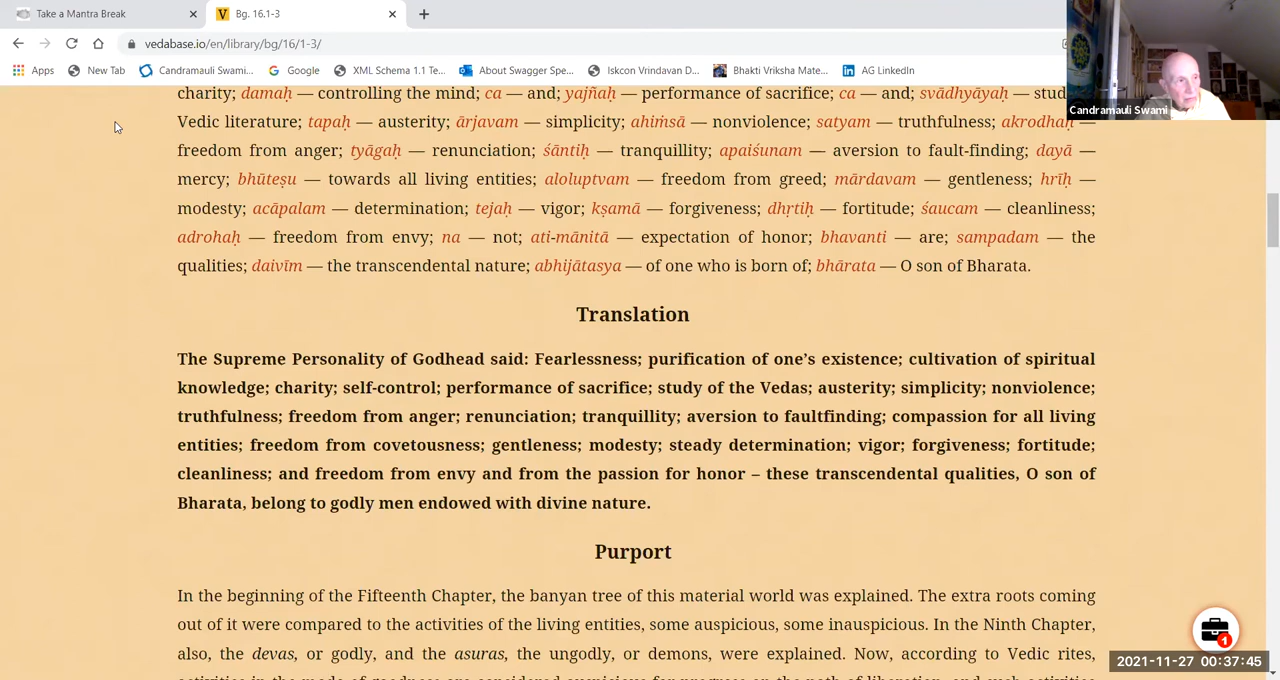 Take a Mantra Break
Bg. 16.1-3
vedabase.io/en/library/bg/16/1-3/
Apps New Tab Candramauli Swami... Google XML Schema 1.1 Te... About Swagger Spe... Iskcon Vrindavan D... Bhakti Vriksha Mate... AG LinkedIn
Candramauli Swami
charity; damaḥ — controlling the mind; ca — and; yajñaḥ — performance of sacrifice; ca — and; svādhyāyaḥ —
Vedic literature; tapaḥ — austerity; ārjavam — simplicity; ahiṁsā — nonviolence; satyam — truthfulness; akrodhaḥ —
freedom from anger; tyāgaḥ — renunciation; śāntiḥ — tranquillity; apaiśunam — aversion to fault-finding; dayā —
mercy; bhūteṣu — towards all living entities; aloluptvam — freedom from greed; mārdavam — gentleness; hrīḥ —
modesty; acāpalam — determination; tejaḥ — vigor; kṣamā — forgiveness; dhṛtiḥ — fortitude; śaucam — cleanliness;
adrohaḥ — freedom from envy; na — not; ati-mānitā — expectation of honor; bhavanti — are; sampadam — the
qualities; daivīm — the transcendental nature; abhijātasya — of one who is born of; bhārata — O son of Bharata.
Translation
The Supreme Personality of Godhead said: Fearlessness; purification of one’s existence; cultivation of spiritual
knowledge; charity; self-control; performance of sacrifice; study of the Vedas; austerity; simplicity; nonviolence;
truthfulness; freedom from anger; renunciation; tranquillity; aversion to faultfinding; compassion for all living
entities; freedom from covetousness; gentleness; modesty; steady determination; vigor; forgiveness; fortitude;
cleanliness; and freedom from envy and from the passion for honor – these transcendental qualities, O son of
Bharata, belong to godly men endowed with divine nature.
Purport
In the beginning of the Fifteenth Chapter, the banyan tree of this material world was explained. The extra roots coming
out of it were compared to the activities of the living entities, some auspicious, some inauspicious. In the Ninth Chapter,
also, the devas, or godly, and the asuras, the ungodly, or demons, were explained. Now, according to Vedic rites,
1
2021-11-27 00:37:45